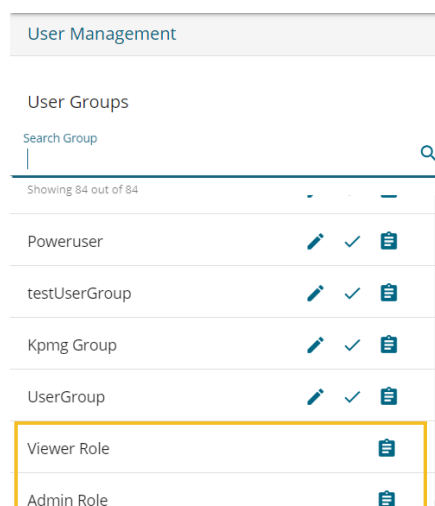 User Management
User Groups
Search Group
Showing 84 out of 84
Poweruser
testUserGroup
Kpmg Group
UserGroup
Viewer Role
Admin Role